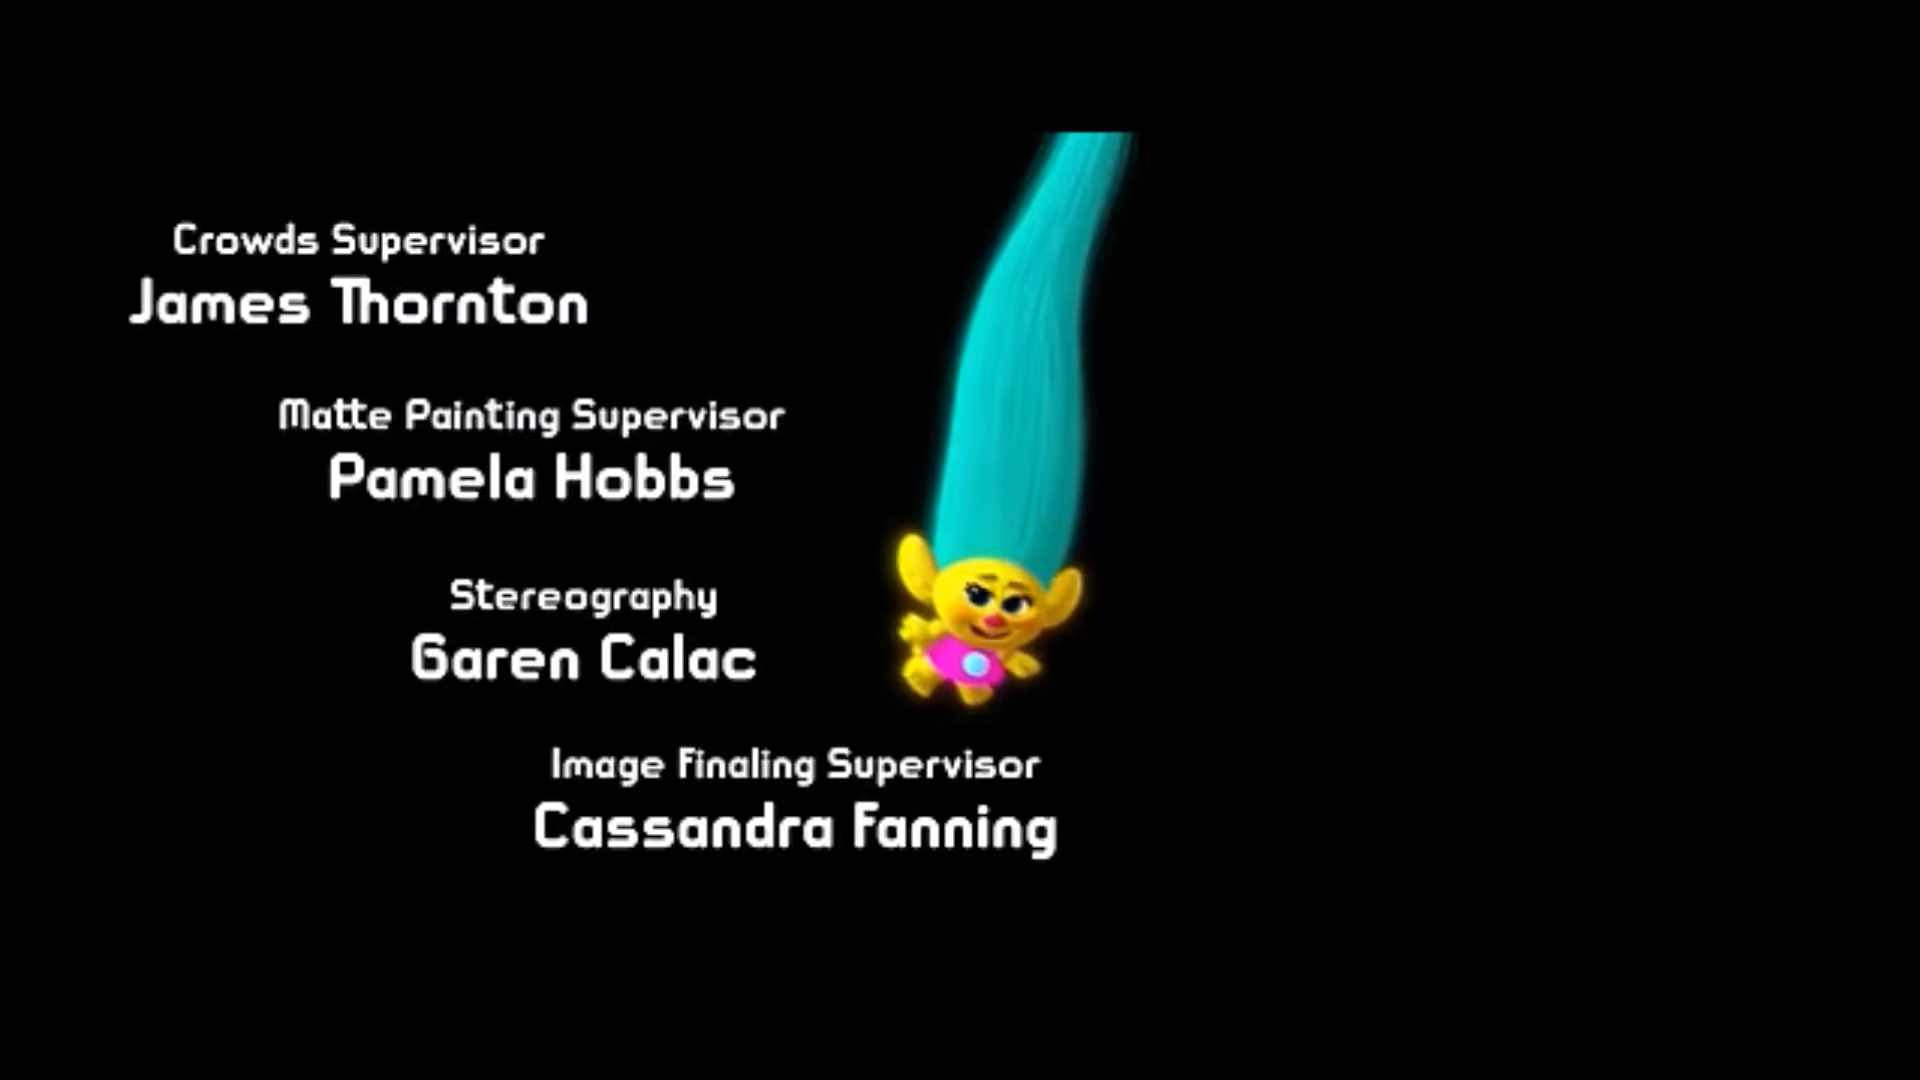 Crowds Supervisor
James Thornton
Matte Painting Supervisor
Pamela Hobbs
Stereography
Garen Calac
Image Finaling Supervisor
Cassandra Fanning